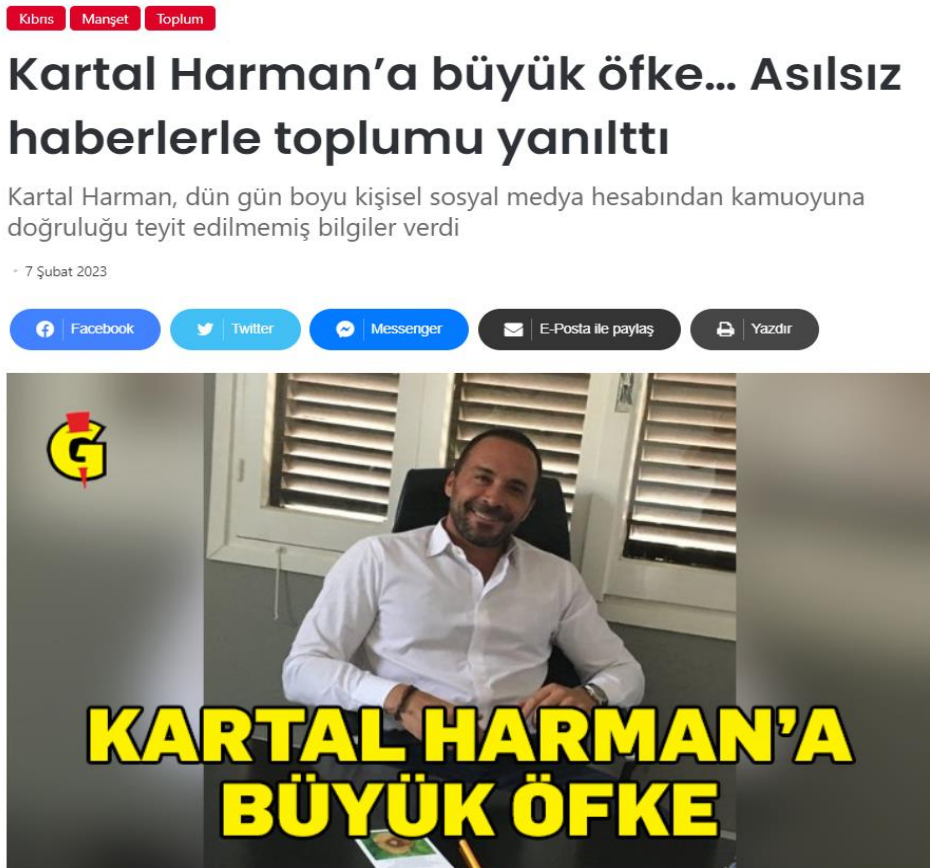 Kıbrıs Manşet Toplum
Kartal Harman’a büyük öfke… Asılsız
haberlerle toplumu yanılttı
Kartal Harman, dün gün boyu kişisel sosyal medya hesabından kamuoyuna
doğruluğu teyit edilmemiş bilgiler verdi
7 Şubat 2023
Facebook Twitter Messenger E-Posta ile paylaş Yazdır
G
KARTAL HARMAN’A
BÜYÜK ÖFKE